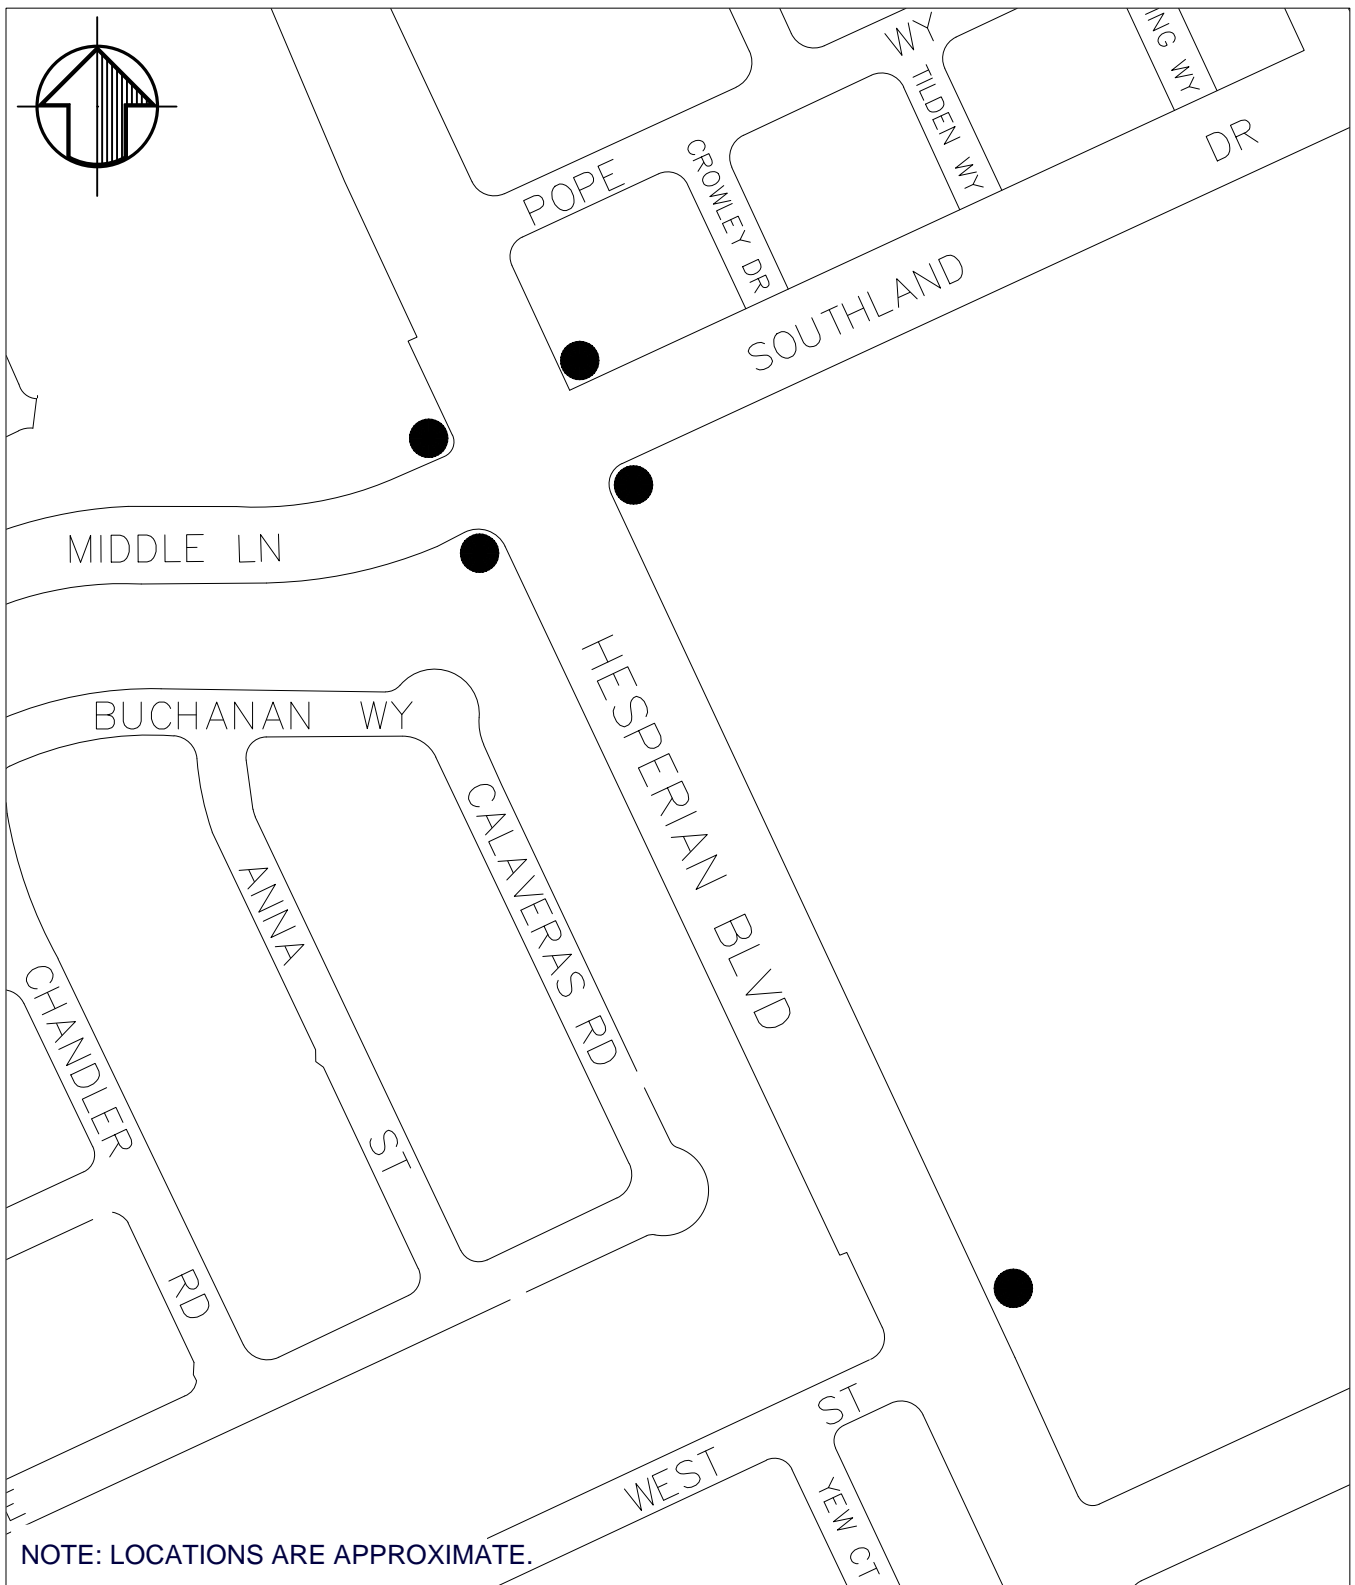 WY
TILDEN WY
ING WY
DR
POPE
CROWLEY DR
SOUTHLAND
MIDDLE LN
HESPERIAN BLVD
BUCHANAN WY
CALAVERAS RD
ANNA ST
CHANDLER RD
WEST ST
YEW CT
E
NOTE: LOCATIONS ARE APPROXIMATE.